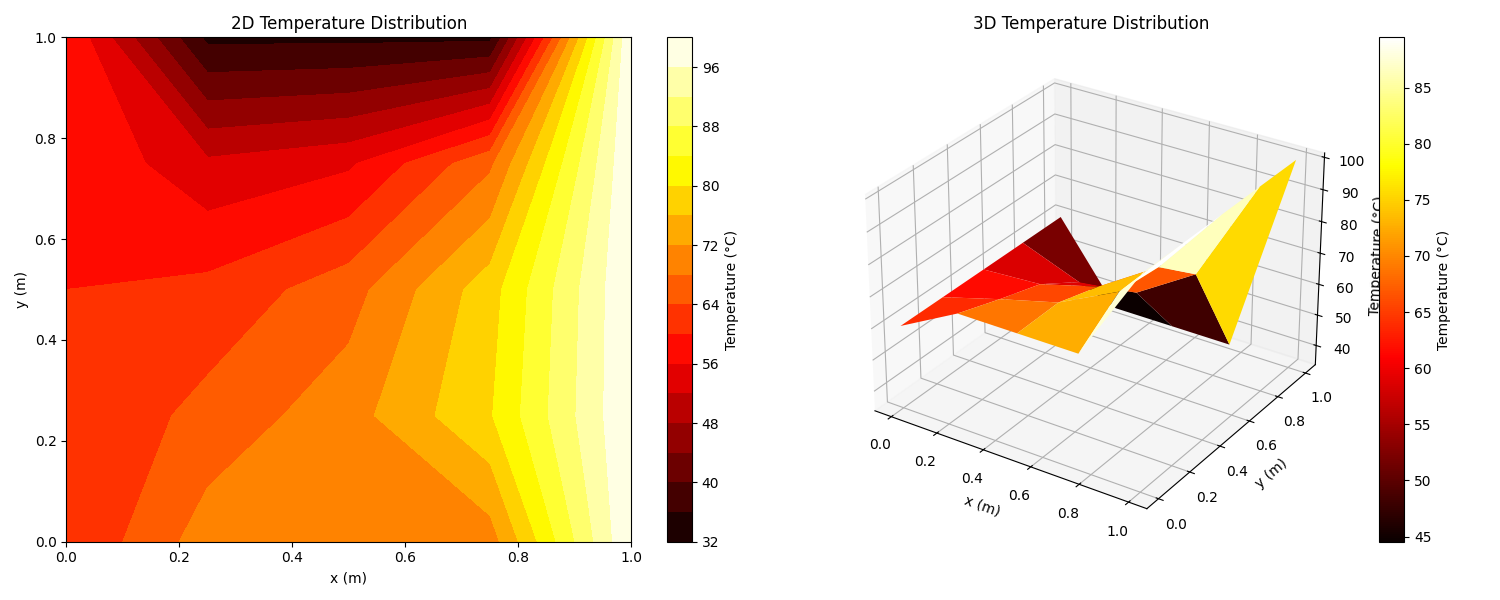 2D Temperature Distribution
1.0
0.8
0.6
0.4
0.2
0.0
y (m)
0.0 0.2 0.4 0.6 0.8 1.0
x (m)
96
88
80
72
64
56
48
40
32
Temperature (°C)
3D Temperature Distribution
0.0 0.2 0.4 0.6 0.8 1.0
x (m)
0.0 0.2 0.4 0.6 0.8 1.0
y (m)
100
90
80
70
60
50
40
Temperature (°C)
85
80
75
70
65
60
55
50
45
Temperature (°C)